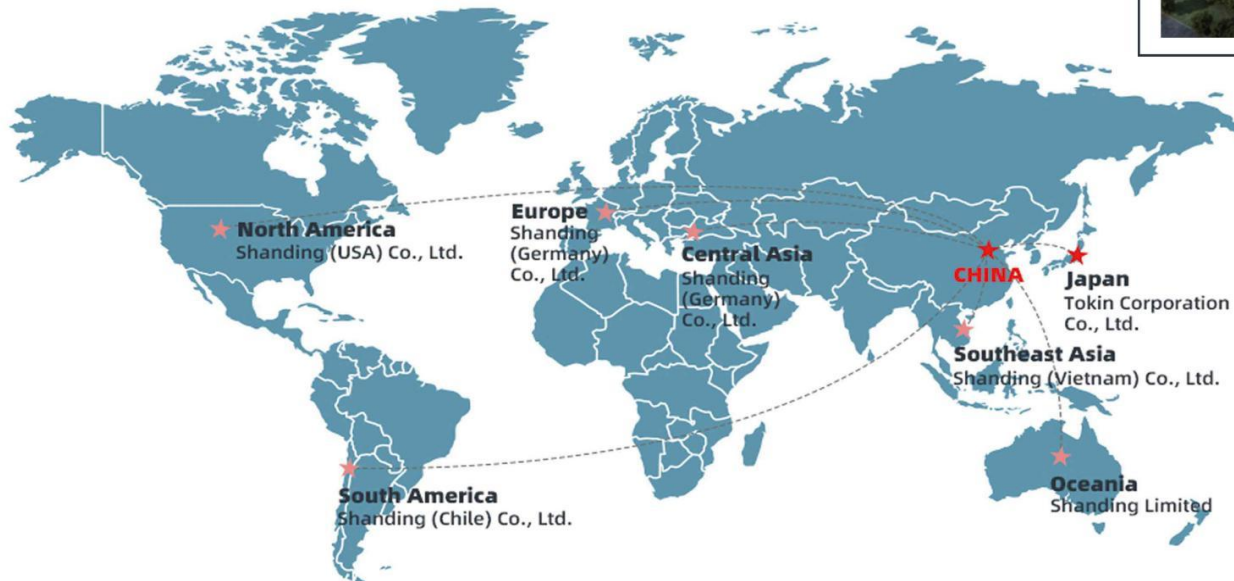 North America
Shanding (USA) Co., Ltd.
Europe
Shanding
(Germany)
Co., Ltd.
Central Asia
Shanding
(Germany)
Co., Ltd.
CHINA
Japan
Tokin Corporation
Co., Ltd.
Southeast Asia
Shanding (Vietnam) Co., Ltd.
South America
Shanding (Chile) Co., Ltd.
Oceania
Shanding Limited